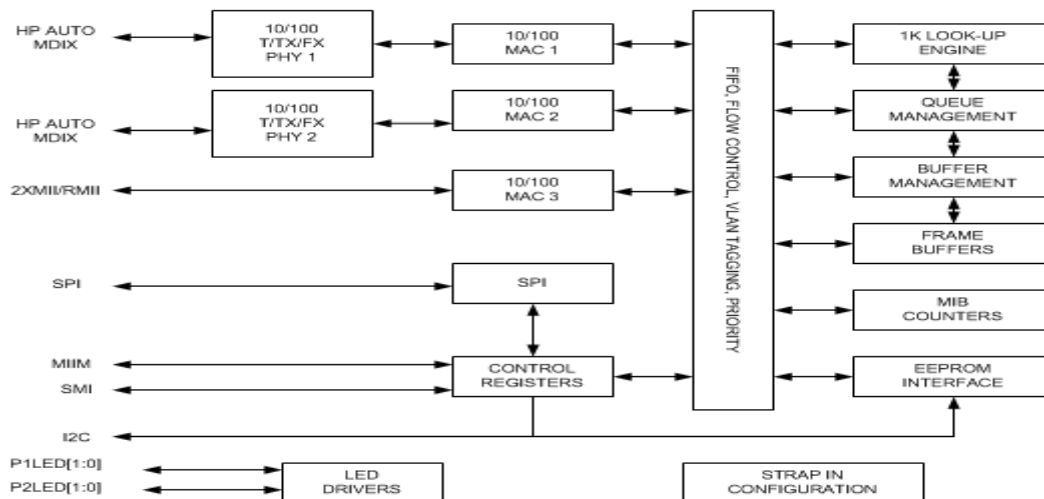 HP AUTO
MDIX
10/100
T/TX/FX
PHY 1
10/100
MAC 1
1K LOOK-UP
ENGINE
HP AUTO
MDIX
10/100
T/TX/FX
PHY 2
10/100
MAC 2
QUEUE
MANAGEMENT
2XMII/RMII
10/100
MAC 3
BUFFER
MANAGEMENT
FIFO, FLOW CONTROL, VLAN TAGGING, PRIORITY
FRAME
BUFFERS
SPI
SPI
MIB
COUNTERS
MIIM
SMI
CONTROL
REGISTERS
EEPROM
INTERFACE
I2C
P1LED[1:0]
P2LED[1:0]
LED
DRIVERS
STRAP IN
CONFIGURATION